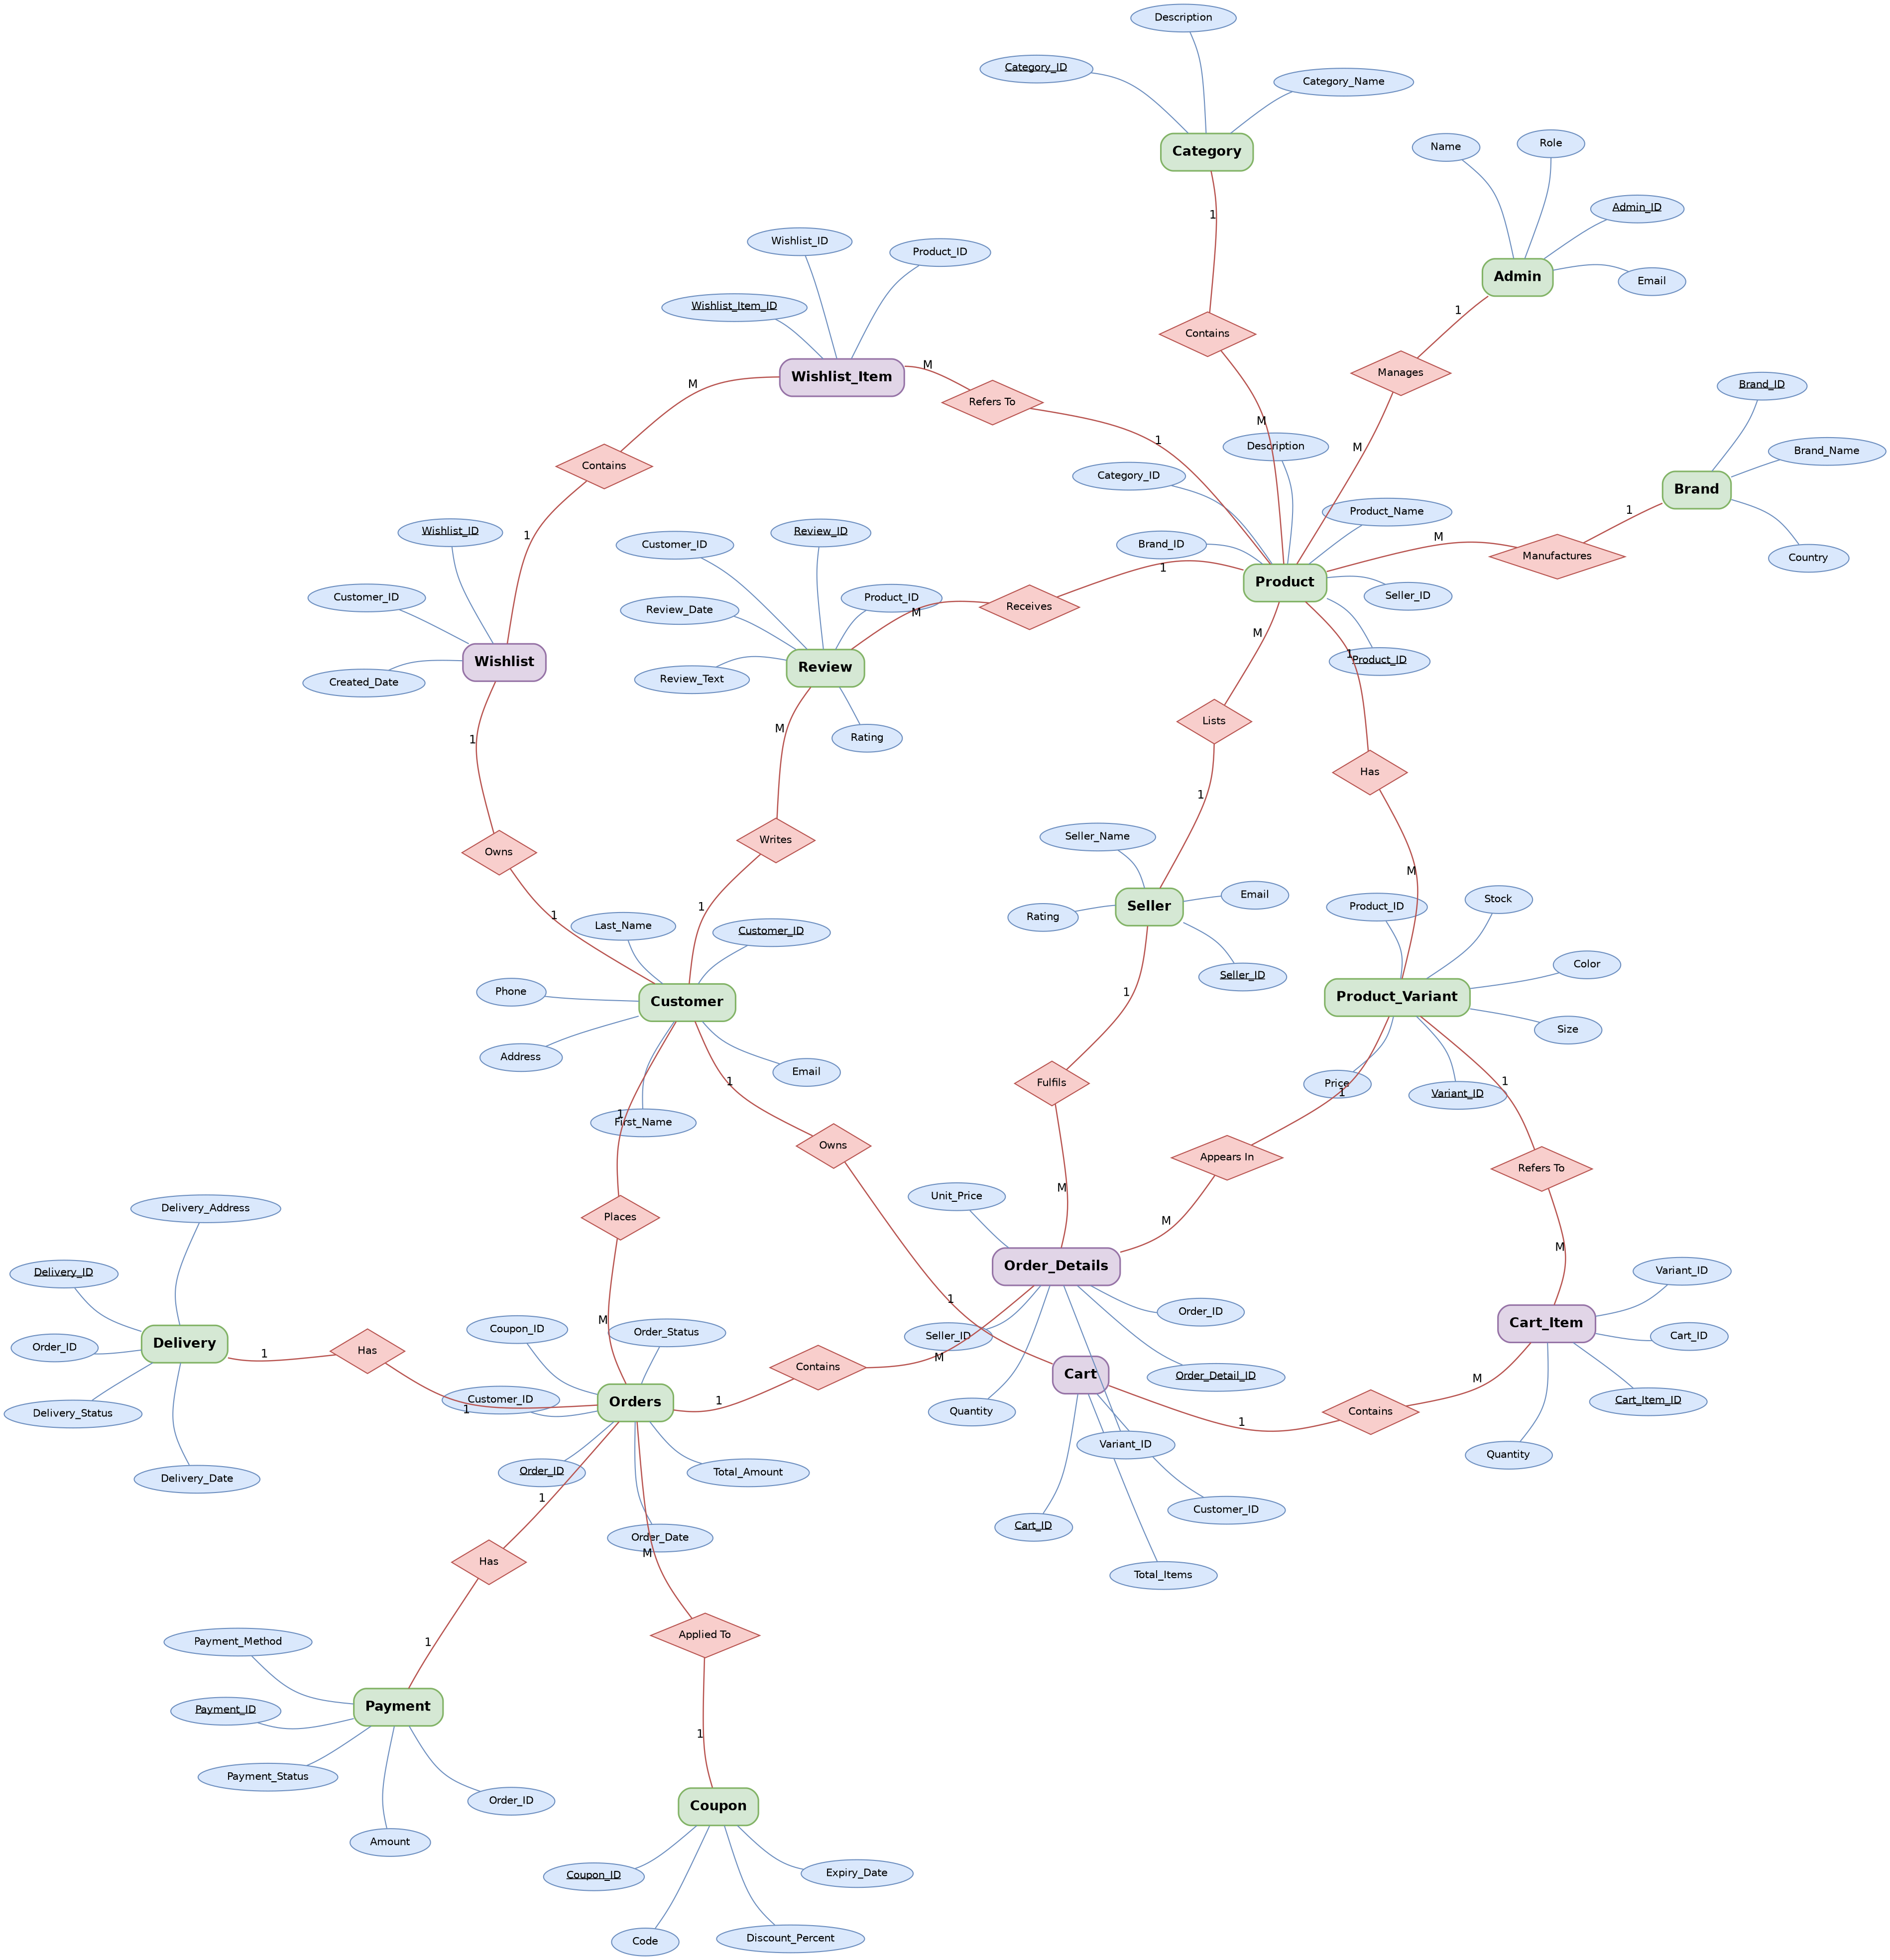 Description
Category_ID
Category_Name
Category
Name
Role
Admin_ID
Admin
Email
1
1
Wishlist_ID
Product_ID
Wishlist_Item_ID
Wishlist_Item
Contains
Manages
M
M
Refers To
Brand_ID
Brand_Name
Brand
Country
1
Manufactures
M
M
M
1
Description
Category_ID
Product_Name
Brand_ID
Product
Seller_ID
Product_ID
Contains
1
Wishlist_ID
Customer_ID
Created_Date
Wishlist
Customer_ID
Review_ID
Review_Date
Product_ID
Review_Text
Review
Rating
M
Receives
1
M
1
Lists
Has
1
M
Writes
Owns
1
1
1
M
Seller_Name
Rating
Seller
Email
Seller_ID
Product_ID
Stock
Color
Product_Variant
Size
Price
Variant_ID
Last_Name
Customer_ID
Phone
Customer
Address
Email
First_Name
1
1
1
1
1
Fulfils
Owns
Appears In
Refers To
Places
M
M
M
M
1
Unit_Price
Order_Details
Seller_ID
Order_ID
Order_Detail_ID
Quantity
Variant_ID
Variant_ID
Cart_Item
Cart_ID
Cart_Item_ID
Quantity
Delivery_Address
Delivery_ID
Delivery
Order_ID
Delivery_Status
Delivery_Date
1
Has
1
Coupon_ID
Order_Status
Customer_ID
Orders
Order_ID
Total_Amount
Order_Date
1
Contains
M
Cart
Cart_ID
Customer_ID
Total_Items
1
Contains
M
1
Has
1
M
Applied To
1
Payment_Method
Payment_ID
Payment
Payment_Status
Order_ID
Amount
Coupon
Coupon_ID
Expiry_Date
Code
Discount_Percent